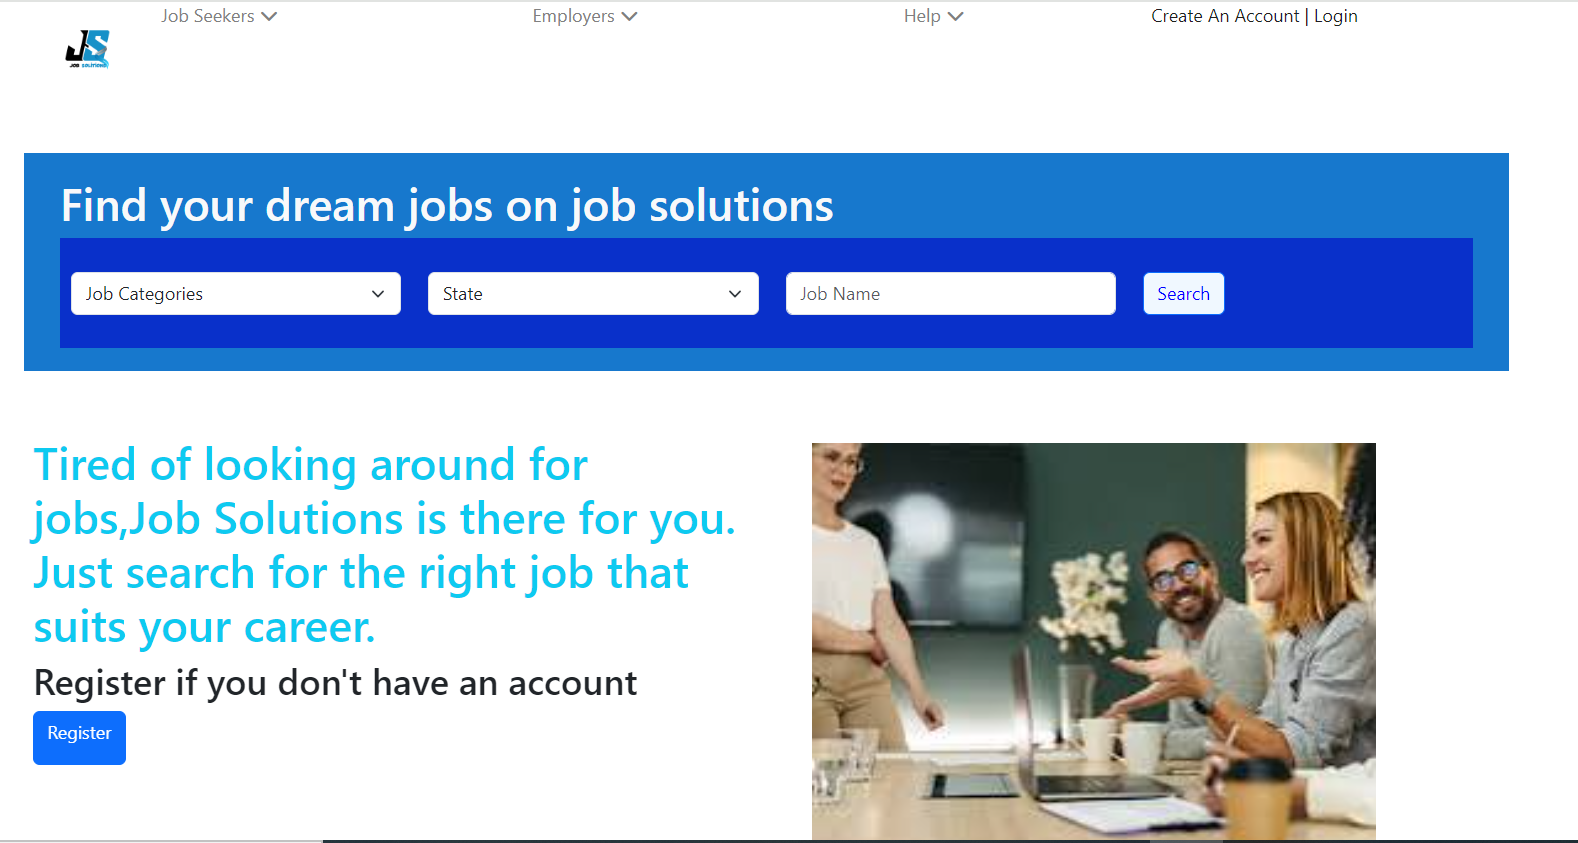 Job Seekers Employers Help Create An Account | Login
JS
JOB SOLUTIONS
Find your dream jobs on job solutions
Job Categories State Job Name Search
Tired of looking around for
jobs,Job Solutions is there for you.
Just search for the right job that
suits your career.
Register if you don't have an account
Register